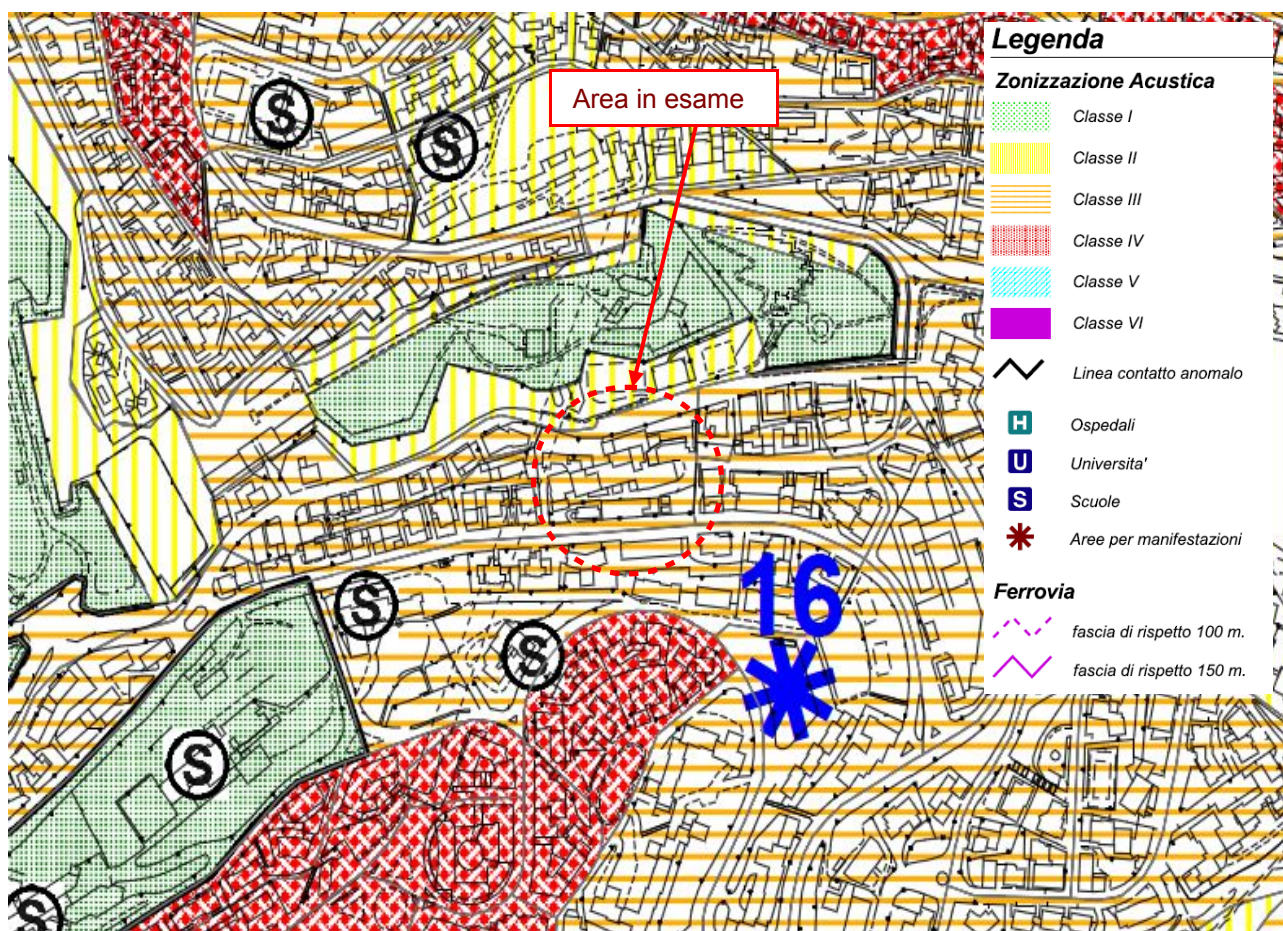 Area in esame
S
S
S
S
S
S
16
Legenda
Zonizzazione Acustica
Classe I
Classe II
Classe III
Classe IV
Classe V
Classe VI
Linea contatto anomalo
H Ospedali
U Universita'
S Scuole
Aree per manifestazioni
Ferrovia
fascia di rispetto 100 m.
fascia di rispetto 150 m.